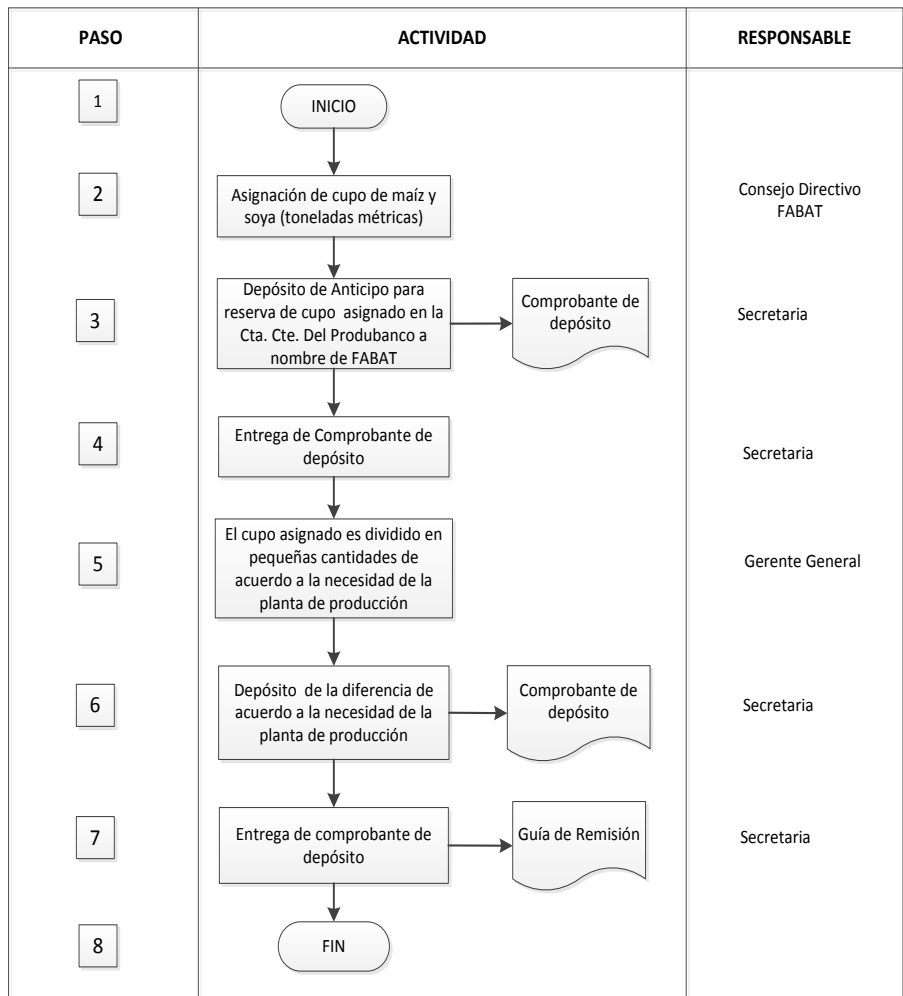 PASO
ACTIVIDAD
RESPONSABLE
1
INICIO
2
Asignación de cupo de maíz y
soya (toneladas métricas)
Consejo Directivo
FABAT
3
Depósito de Anticipo para
reserva de cupo asignado en la
Cta. Cte. Del Produbanco a
nombre de FABAT
Comprobante de
depósito
Secretaria
4
Entrega de Comprobante de
depósito
Secretaria
5
El cupo asignado es dividido en
pequeñas cantidades de
acuerdo a la necesidad de la
planta de producción
Gerente General
6
Depósito de la diferencia de
acuerdo a la necesidad de la
planta de producción
Comprobante de
depósito
Secretaria
7
Entrega de comprobante de
depósito
Guía de Remisión
Secretaria
8
FIN